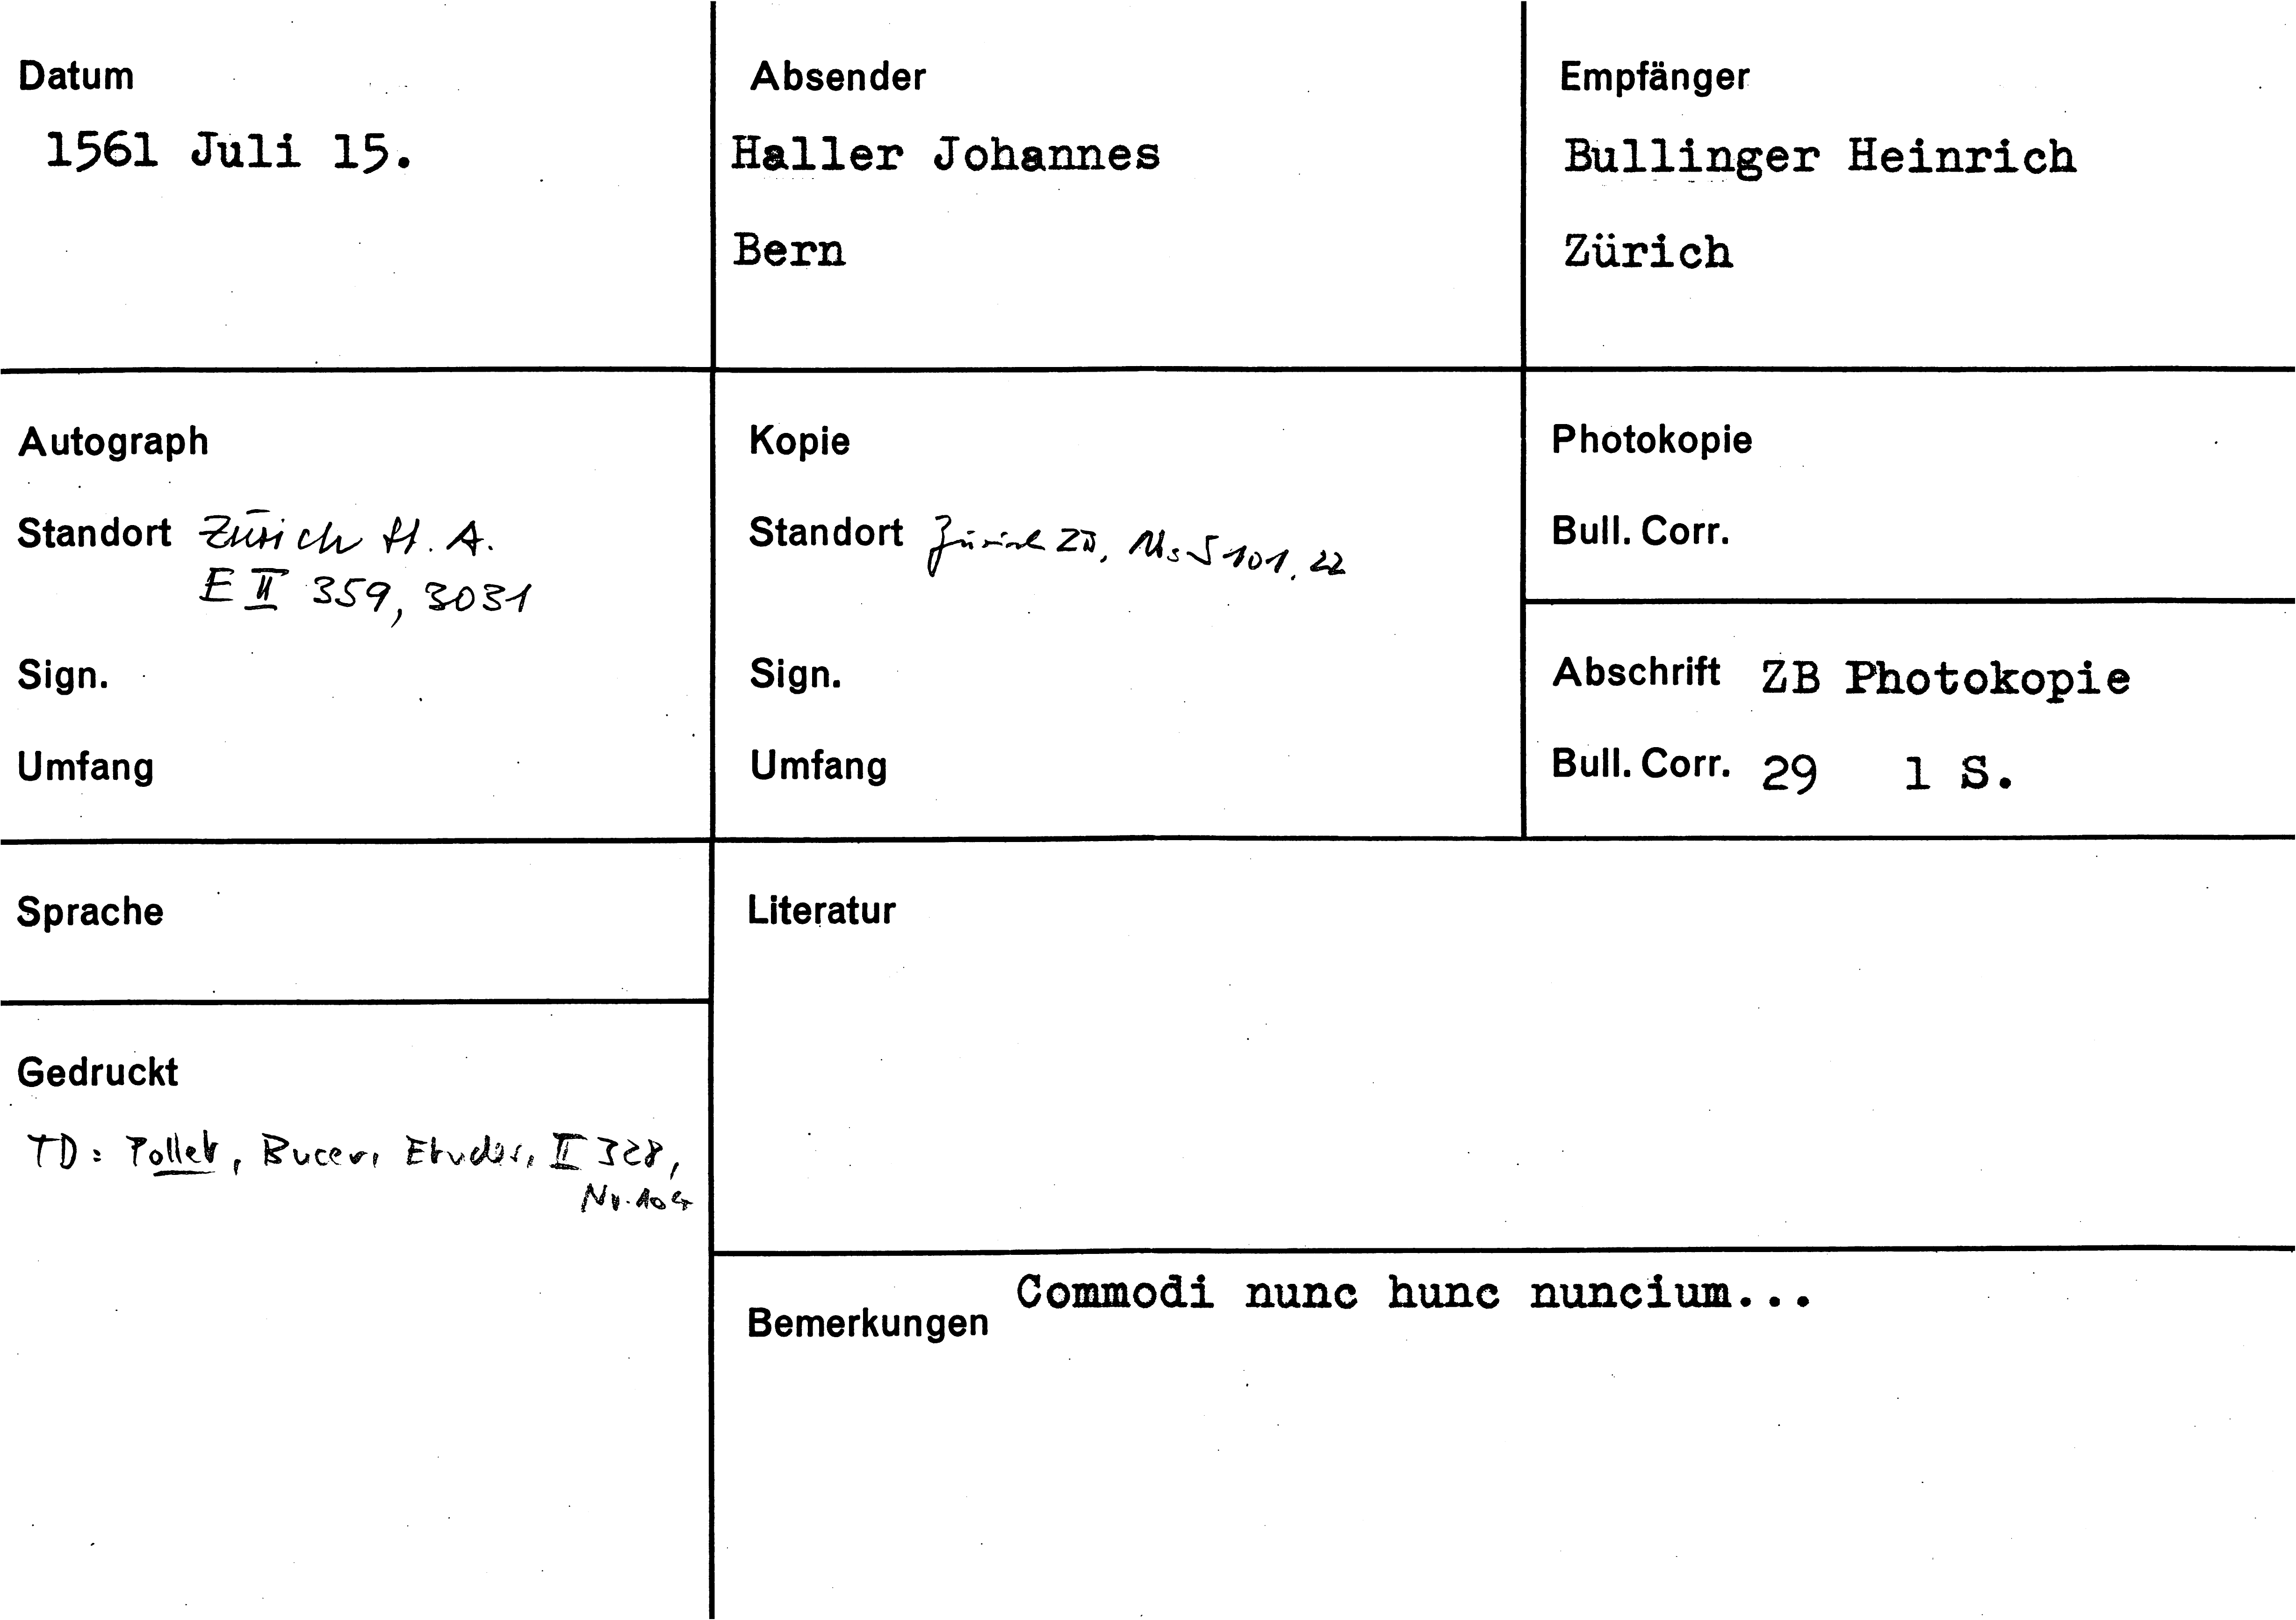 Datum
1561 Juli 15.
Absender
Haller Johannes
Bern
Empfänger
Bullinger Heinrich
Zürich
Autograph
Standort Zürich St. A.
E II 359, 3031
Sign.
Umfang
Kopie
Standort Zürich ZB, Ms S 101, 22
Sign.
Umfang
Photokopie
Bull. Corr.
Abschrift ZB Photokopie
Bull. Corr. 29 1 S.
Sprache
Literatur
Gedruckt
TD: Pollet, Bucer, Etudes, II 328,
Nr. 104
Bemerkungen Commodi nunc hunc nuncium...